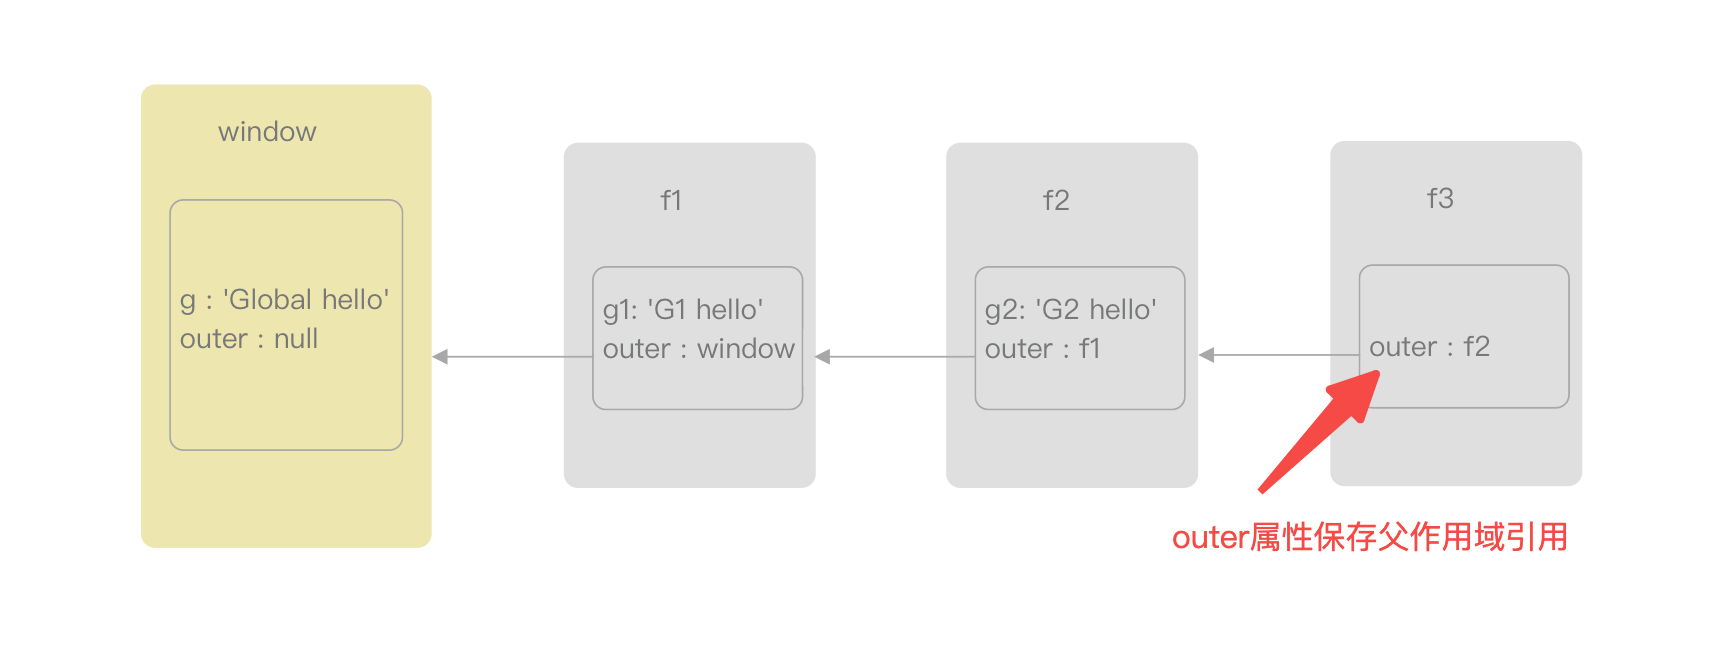 window
g : 'Global hello'
outer : null
f1
g1: 'G1 hello'
outer : window
f2
g2: 'G2 hello'
outer : f1
f3
outer : f2
outer属性保存父作用域引用